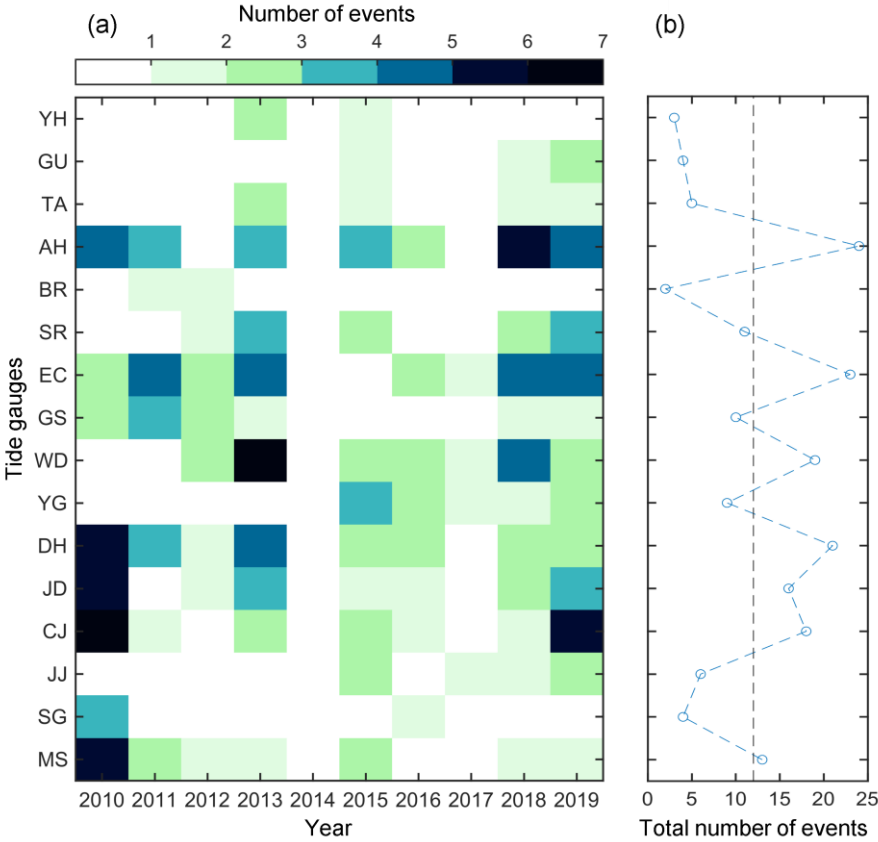 (a) Number of events (b)
1 2 3 4 5 6 7
YH
GU
TA
AH
BR
SR
EC
GS
WD
YG
DH
JD
CJ
JJ
SG
MS
Tide gauges
2010 2011 2012 2013 2014 2015 2016 2017 2018 2019
Year
0 5 10 15 20 25
Total number of events